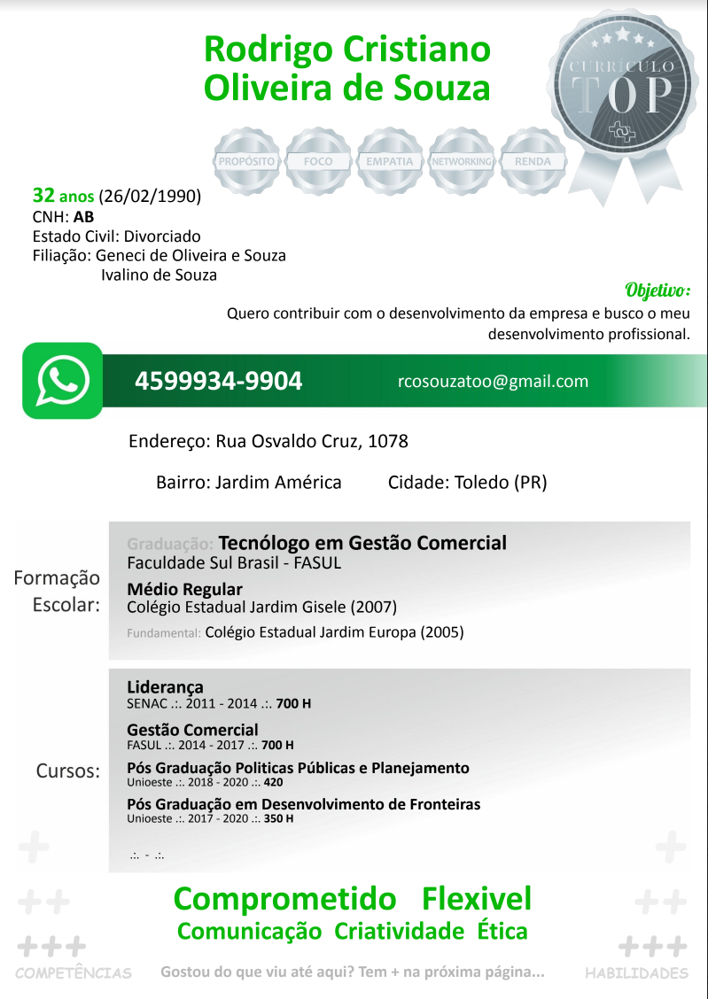 Rodrigo Cristiano
Oliveira de Souza
CURRÍCULO
TOP
PROPÓSITO
FOCO
EMPATIA
NETWORKING
RENDA
32 anos (26/02/1990)
CNH: AB
Estado Civil: Divorciado
Filiação: Geneci de Oliveira e Souza
Ivalino de Souza
Objetivo:
Quero contribuir com o desenvolvimento da empresa e busco o meu
desenvolvimento profissional.
4599934-9904 rcosouzatoo@gmail.com
Endereço: Rua Osvaldo Cruz, 1078
Bairro: Jardim América Cidade: Toledo (PR)
Formação
Escolar:
Graduação: Tecnólogo em Gestão Comercial
Faculdade Sul Brasil - FASUL
Médio Regular
Colégio Estadual Jardim Gisele (2007)
Fundamental: Colégio Estadual Jardim Europa (2005)
Cursos:
Liderança
SENAC .:. 2011 - 2014 .:. 700 H
Gestão Comercial
FASUL .:. 2014 - 2017 .:. 700 H
Pós Graduação Politicas Públicas e Planejamento
Unioeste .:. 2018 - 2020 .:. 420
Pós Graduação em Desenvolvimento de Fronteiras
Unioeste .:. 2017 - 2020 .:. 350 H
.:. - .:.
+ +
++ ++
+++ +++
Comprometido Flexivel
Comunicação Criatividade Ética
COMPETÊNCIAS
Gostou do que viu até aqui? Tem + na próxima página...
HABILIDADES